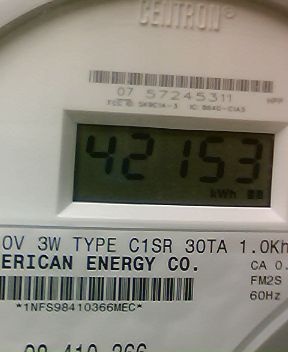 CENTRON®
07 57245311
42153
kWh
OV 3W TYPE C1SR 30TA 1.0Kh
ERICAN ENERGY CO.
CA 0.
FM2S
60Hz
*1NFS98410366MEC*